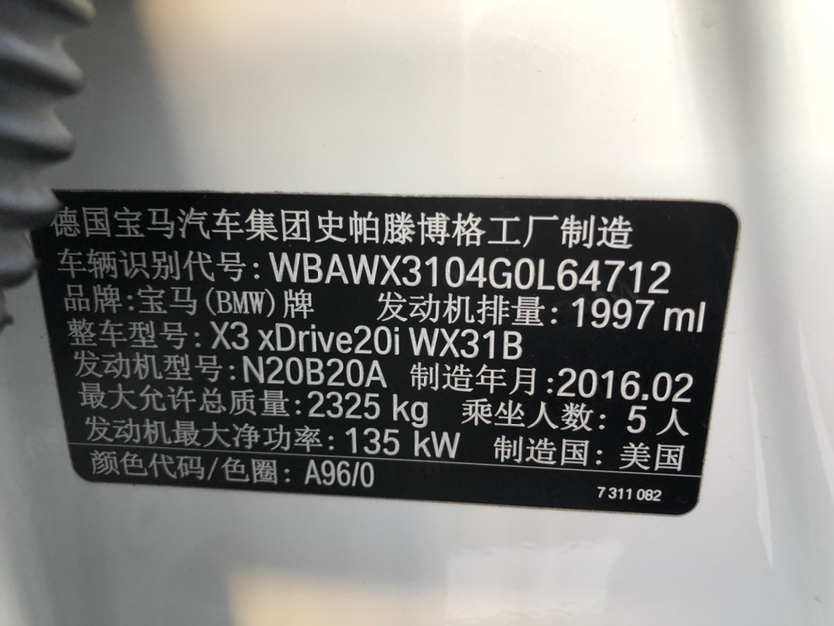 德国宝马汽车集团史帕滕博格工厂制造
车辆识别代号: WBAWX3104G0L64712
品牌: 宝马(BMW)牌 发动机排量: 1997 ml
整车型号: X3 xDrive20i WX31B
发动机型号: N20B20A 制造年月: 2016.02
最大允许总质量: 2325 kg 乘坐人数: 5 人
发动机最大净功率: 135 kW 制造国: 美国
颜色代码/色圈: A96/0
7 311 082